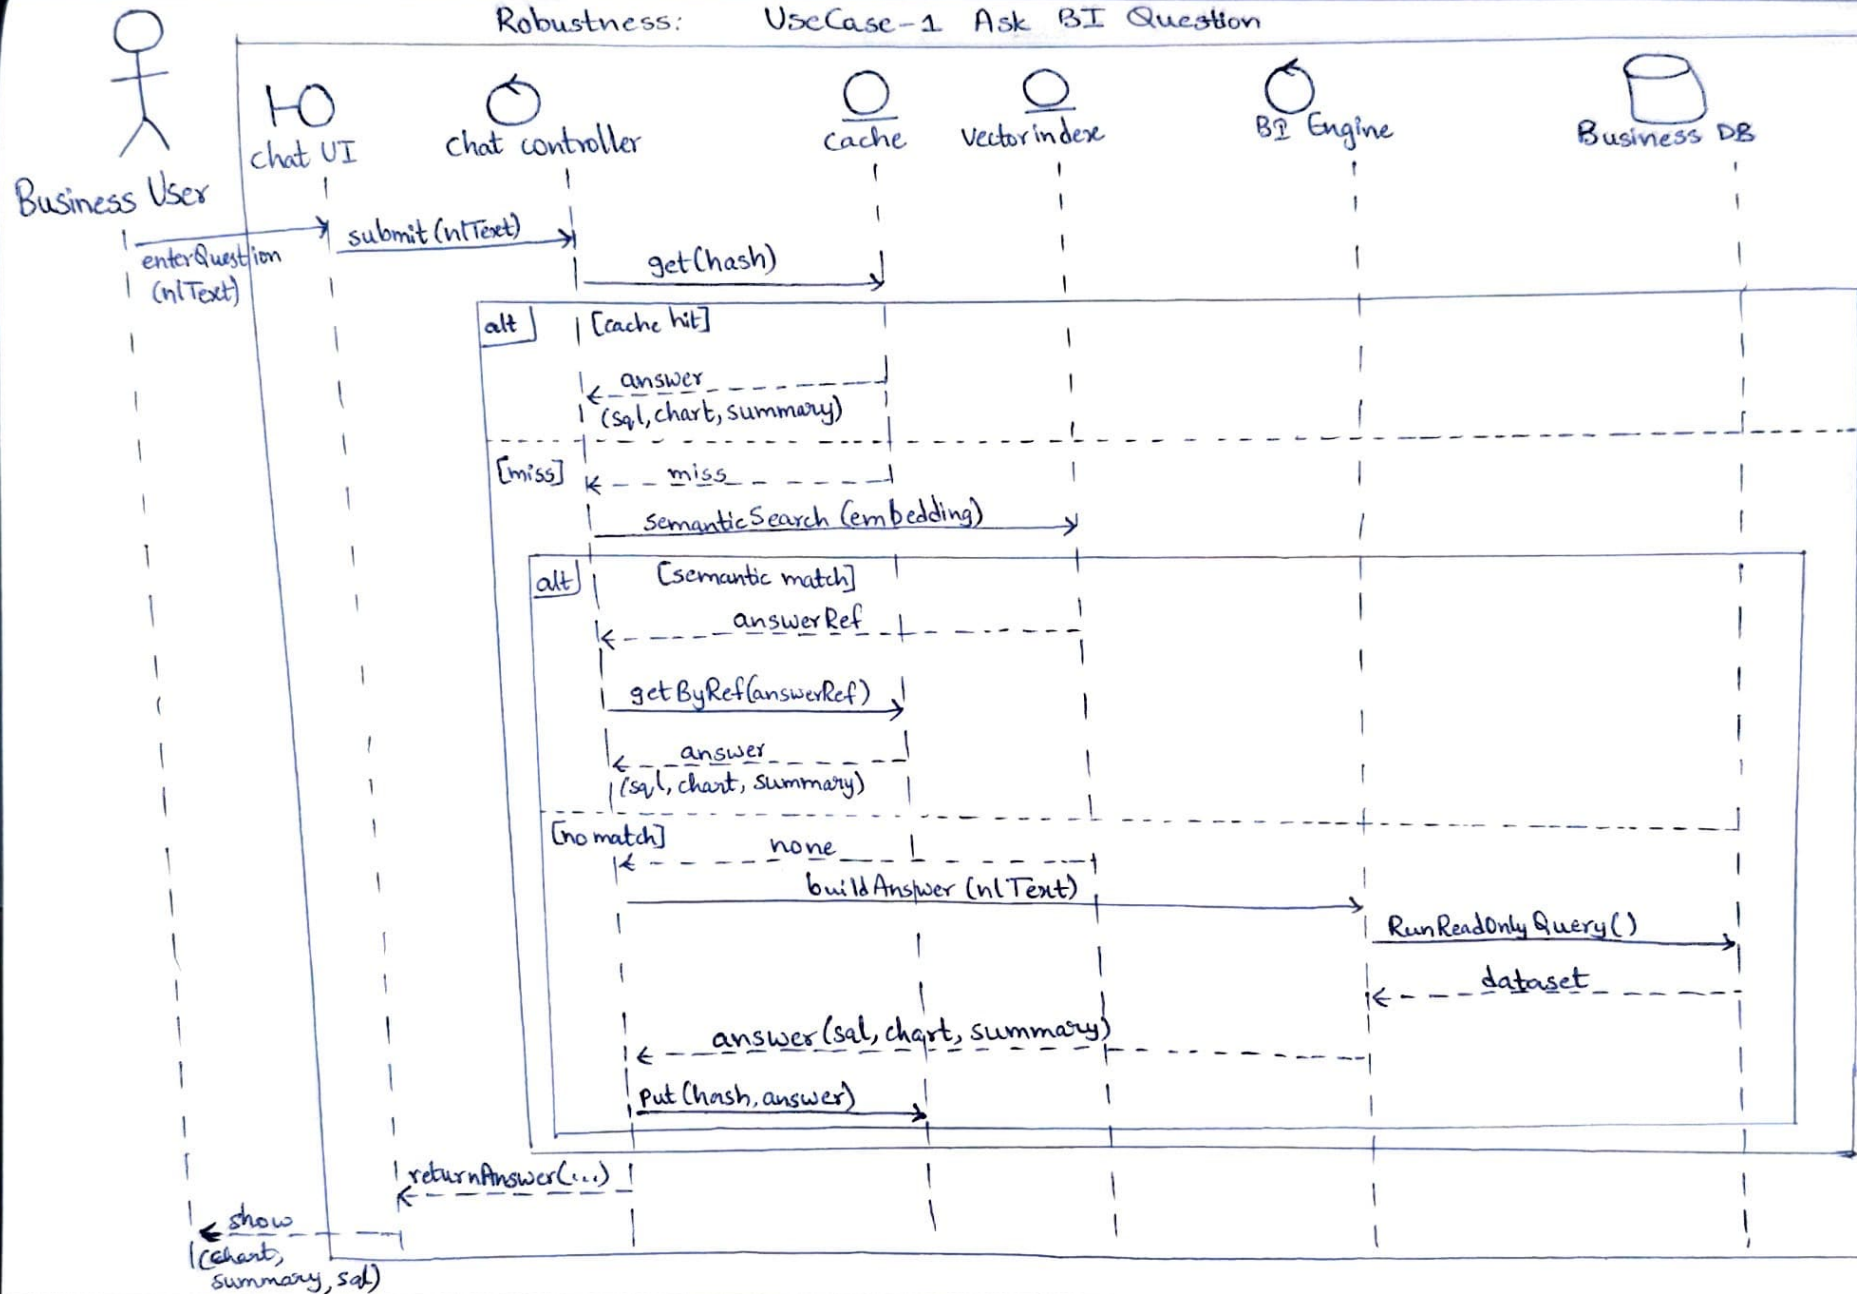 Robustness: UseCase-1 Ask BI Question
chat UI
chat controller
cache
vectorindex
BI Engine
Business DB
Business User
enterQuestion
(nlText)
submit(nlText)
get(hash)
alt
[cache hit]
answer
(sql, chart, summary)
[miss]
miss
semanticSearch (embedding)
alt
[semantic match]
answerRef
getByRef(answerRef)
answer
(sql, chart, summary)
[no match]
none
buildAnswer (nlText)
RunReadOnlyQuery()
dataset
answer(sql, chart, summary)
put(hash, answer)
returnAnswer(...)
show
(chart,
summary, sql)